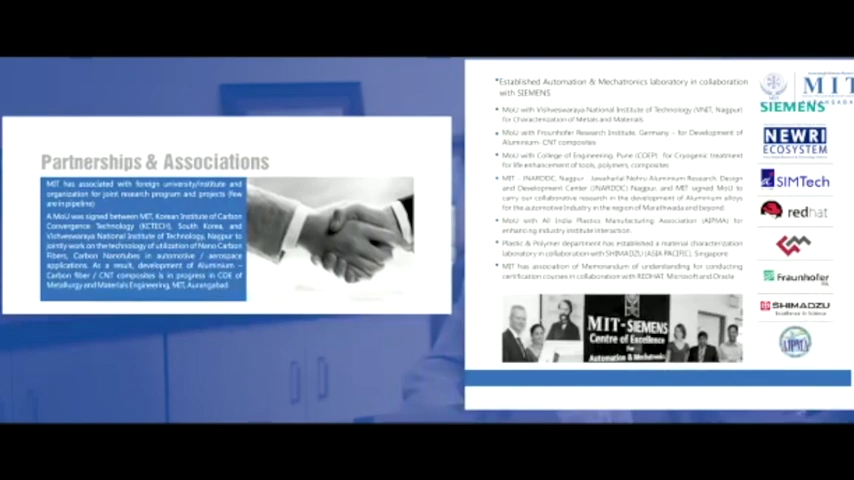 Partnerships & Associations
MIT has associated with foreign university/institute and
organization for joint research program and projects (few
are in pipeline)
A MoU was signed between MIT, Korean Institute of Carbon
Convergence Technology (KCTECH), South Korea, and
Vishveswaraya National Institute of Technology, Nagpur to
jointly work on the technology of utilization of Nano Carbon
Fibers, Carbon Nanotubes in automotive / aerospace
applications. As a result, development of Aluminium –
Carbon fiber / CNT composites is in progress in COE of
Metallurgy and Materials Engineering, MIT, Aurangabad
• Established Automation & Mechatronics laboratory in collaboration
with SIEMENS
• MoU with Vishveswaraya National Institute of Technology (VNIT, Nagpur)
for Characterization of Metals and Materials
• MoU with Fraunhofer Research Institute, Germany – for Development of
Aluminium- CNT composites
• MoU with College of Engineering, Pune (COEP), for Cryogenic treatment
for life enhancement of tools, polymers, composites
• MIT - JNARDDC, Nagpur - Jawaharlal Nehru Aluminium Research, Design
and Development Center (JNARDDC) Nagpur, and MIT signed MoU to
carry our collaborative research in the development of Aluminium alloys
for the automotive Industry in the region of Marathwada and beyond
• MoU with All India Plastics Manufacturing Association (AIPMA) for
enhancing industry institute interaction.
• Plastic & Polymer department has established a material characterization
laboratory in collaboration with SHIMADZU (ASIA PACIFIC), Singapore
• MIT has association of Memorandum of understanding for conducting
certification courses in collaboration with REDHAT, Microsoft and Oracle
MIT-SIEMENS
Centre of Excellence
for
Automation & Mechatronic
MIT
SIEMENS
NEWRI
ECOSYSTEM
SIMTech
redhat
Fraunhofer
SHIMADZU
Excellence in Science
AIPMA